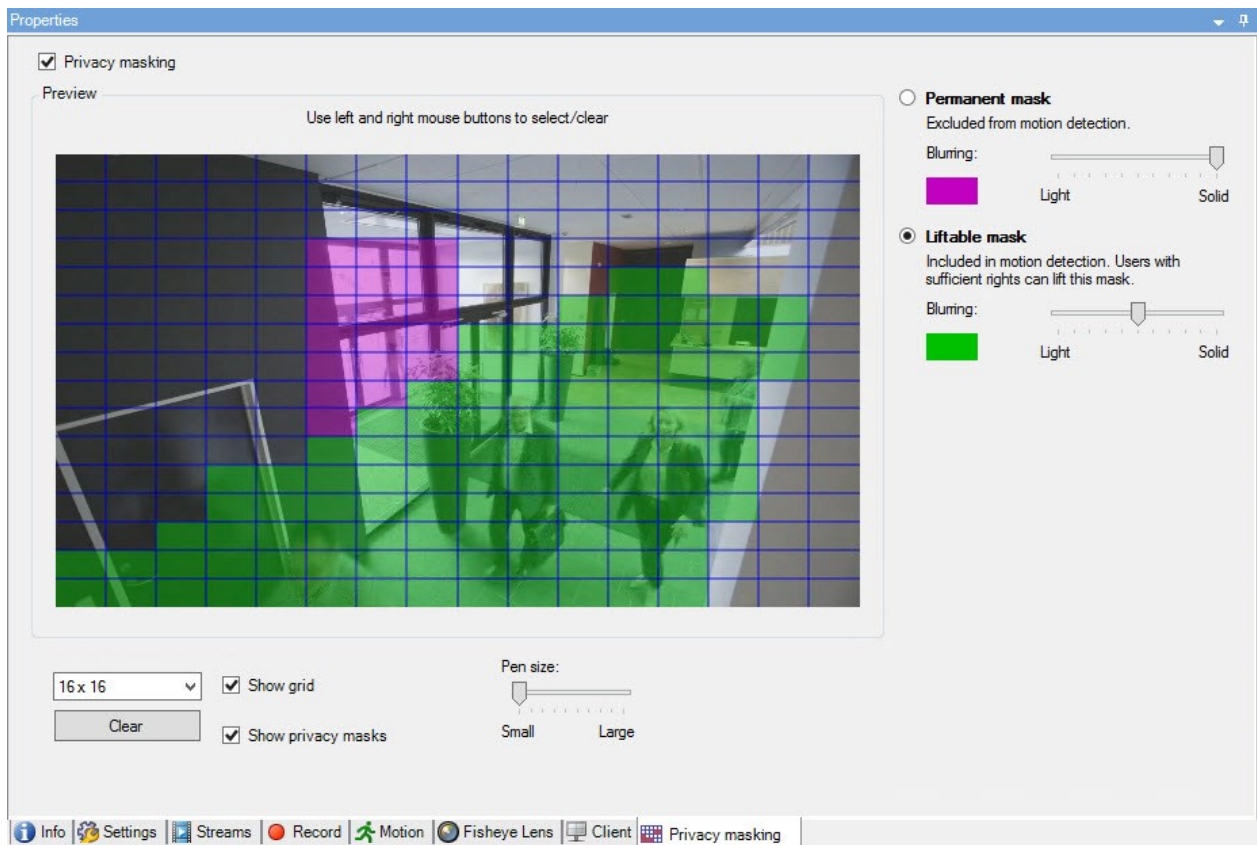 Properties
Privacy masking
Preview
Use left and right mouse buttons to select/clear
Permanent mask
Excluded from motion detection.
Blurring:
Light Solid
Liftable mask
Included in motion detection. Users with
sufficient rights can lift this mask.
Blurring:
Light Solid
16 x 16
Show grid
Clear
Show privacy masks
Pen size:
Small Large
Info Settings Streams Record Motion Fisheye Lens Client Privacy masking